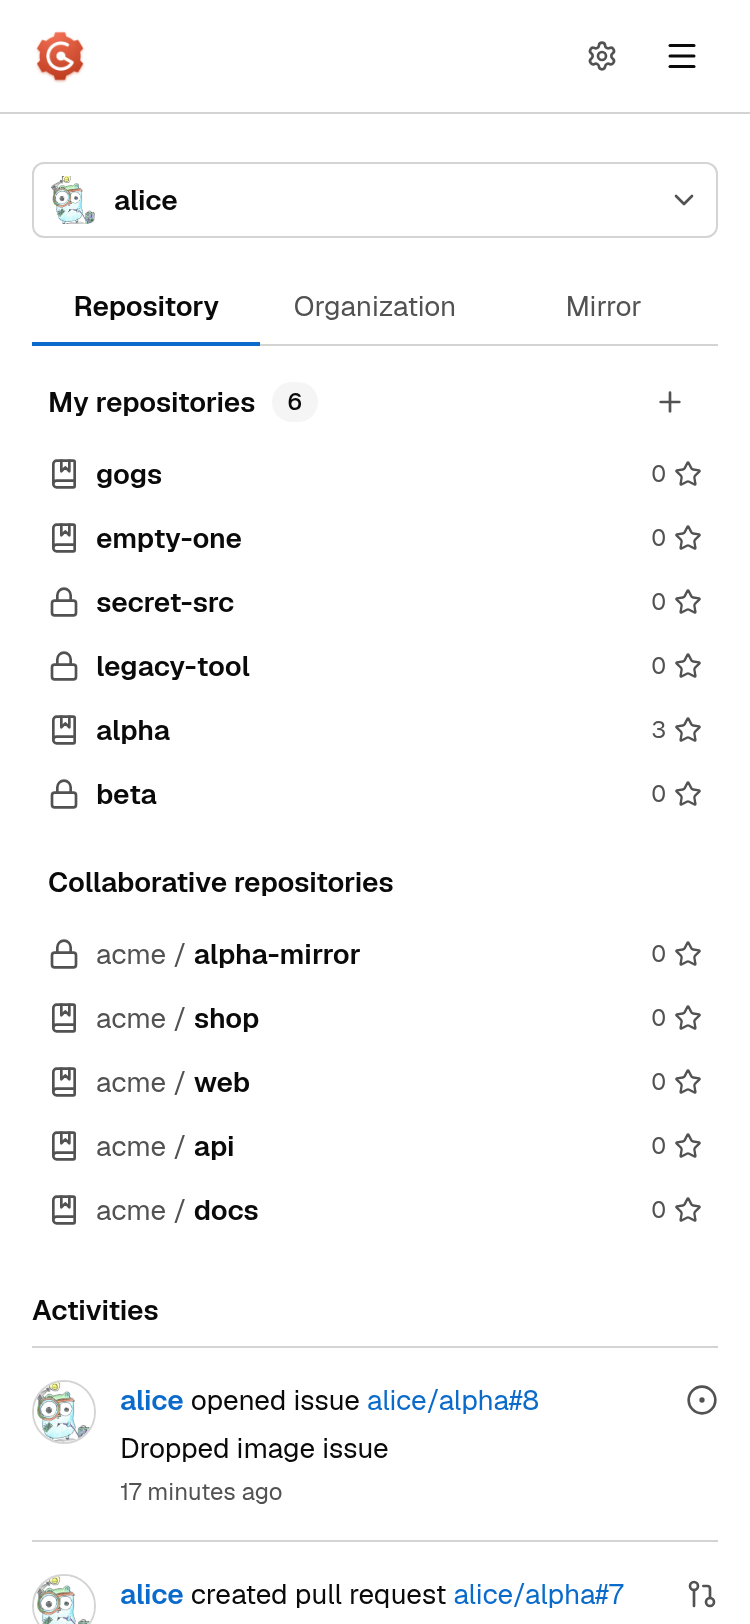 alice
Repository Organization Mirror
My repositories 6
gogs 0
empty-one 0
secret-src 0
legacy-tool 0
alpha 3
beta 0
Collaborative repositories
acme / alpha-mirror 0
acme / shop 0
acme / web 0
acme / api 0
acme / docs 0
Activities
alice opened issue alice/alpha#8
Dropped image issue
17 minutes ago
alice created pull request alice/alpha#7